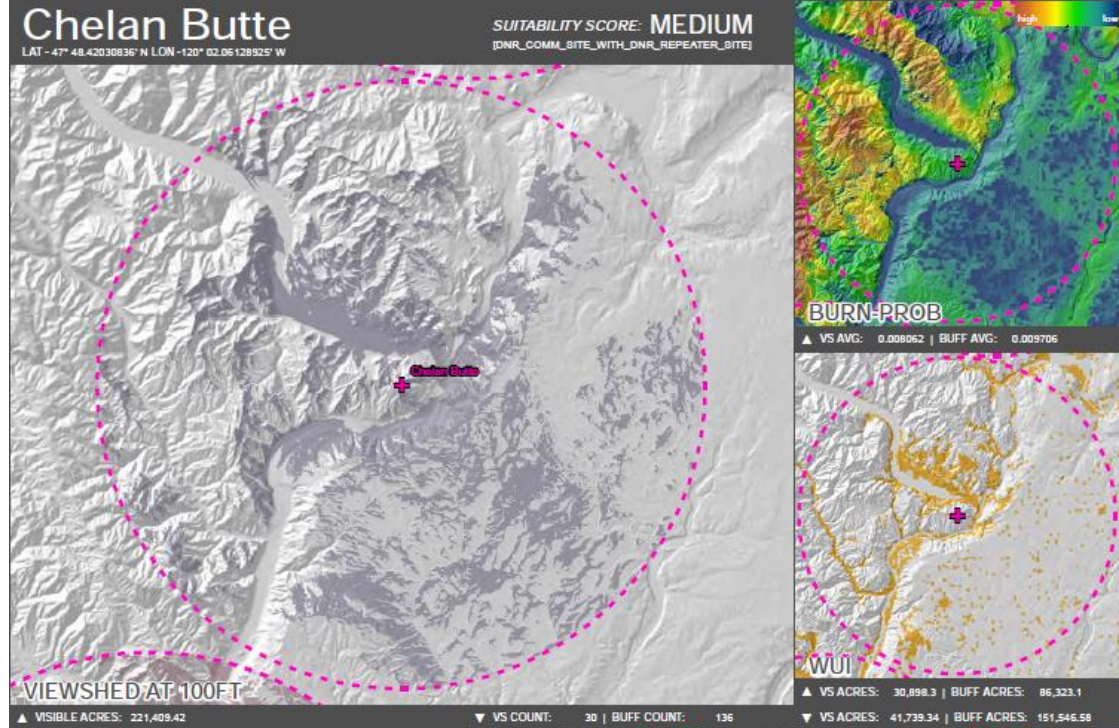 Chelan Butte
LAT - 47° 48.42030836' N LON -120° 02.06128925' W
SUITABILITY SCORE: MEDIUM
[DNR_COMM_SITE_WITH_DNR_REPEATER_SITE]
Chelan Butte
VIEWSHED AT 100FT
▲ VISIBLE ACRES: 221,409.42
▼ VS COUNT: 30 | BUFF COUNT: 136
high low
BURN-PROB
▲ VS AVG: 0.008062 | BUFF AVG: 0.009706
WUI
▲ VS ACRES: 30,898.3 | BUFF ACRES: 86,323.1
▼ VS ACRES: 41,739.34 | BUFF ACRES: 151,546.58